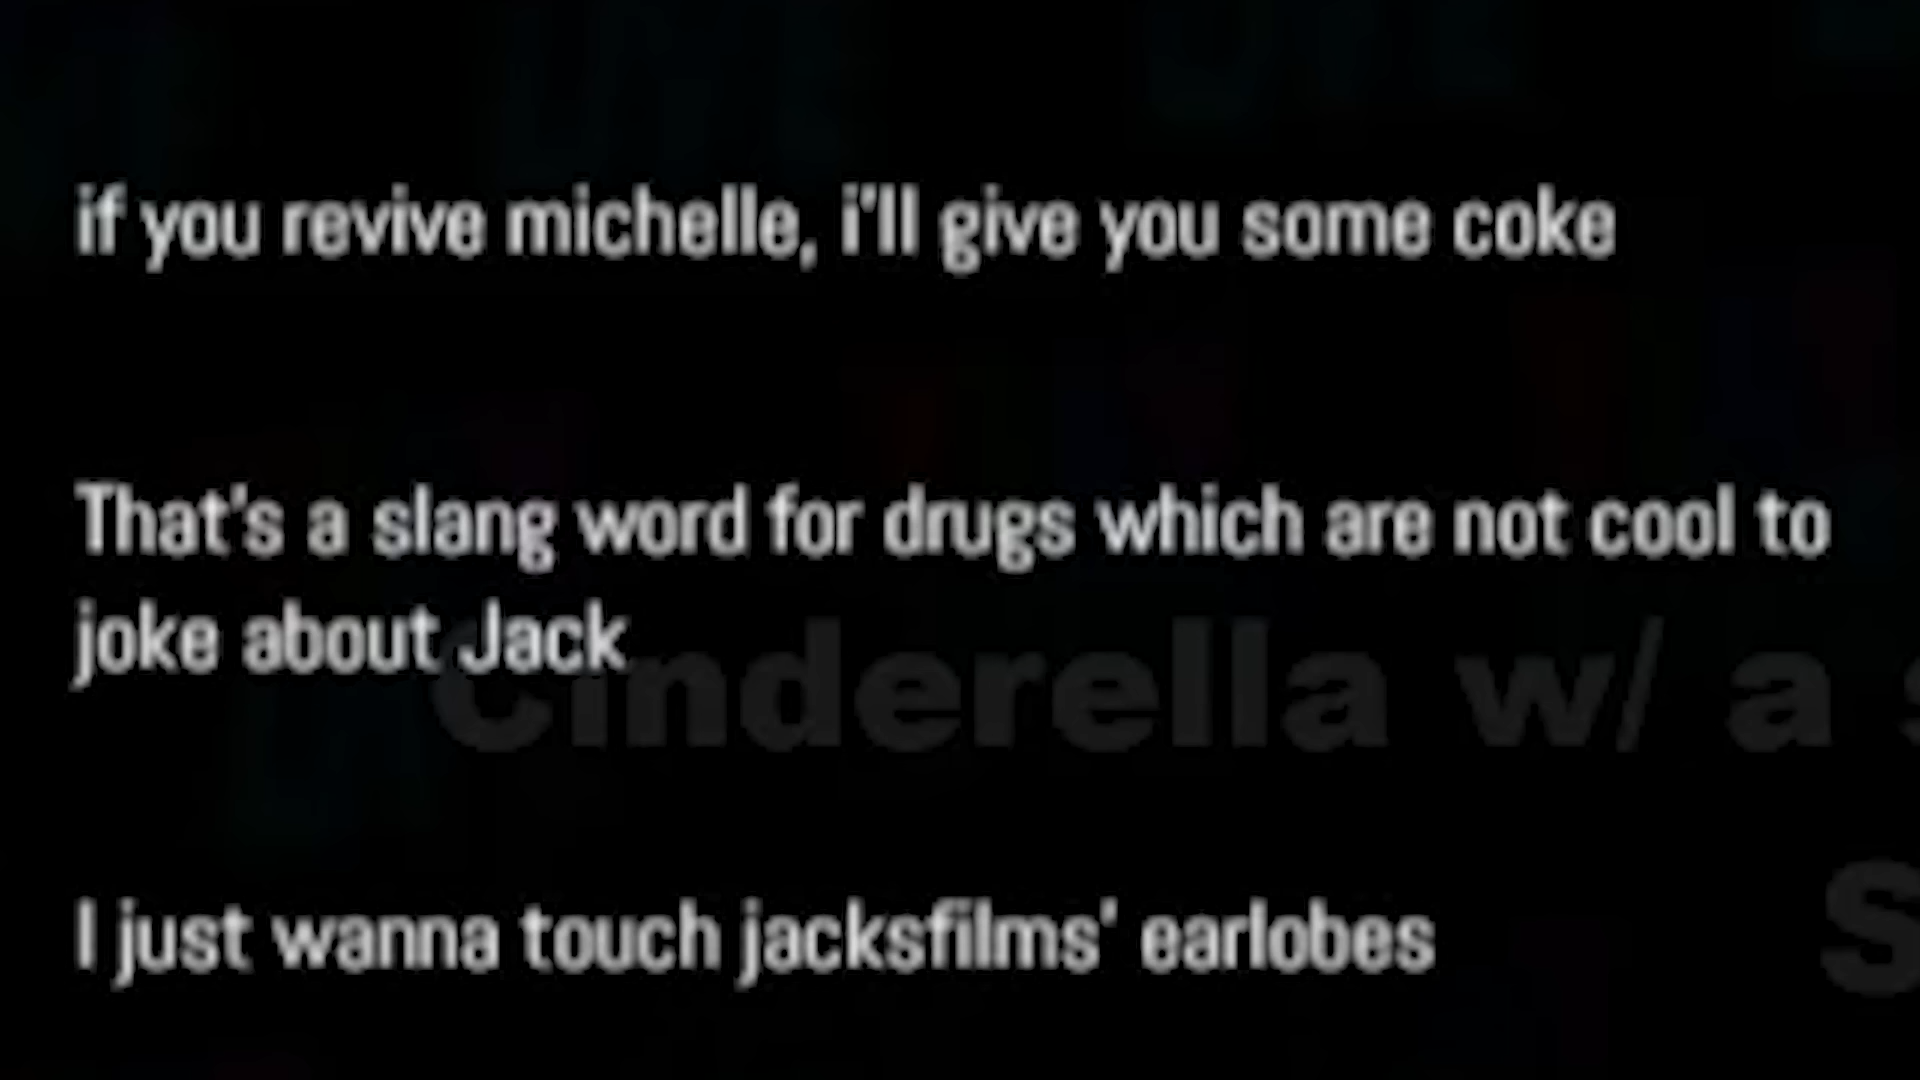 if you revive michelle, i'll give you some coke
That's a slang word for drugs which are not cool to
joke about Jack
Cinderella w/ a
I just wanna touch jacksfilms' earlobes